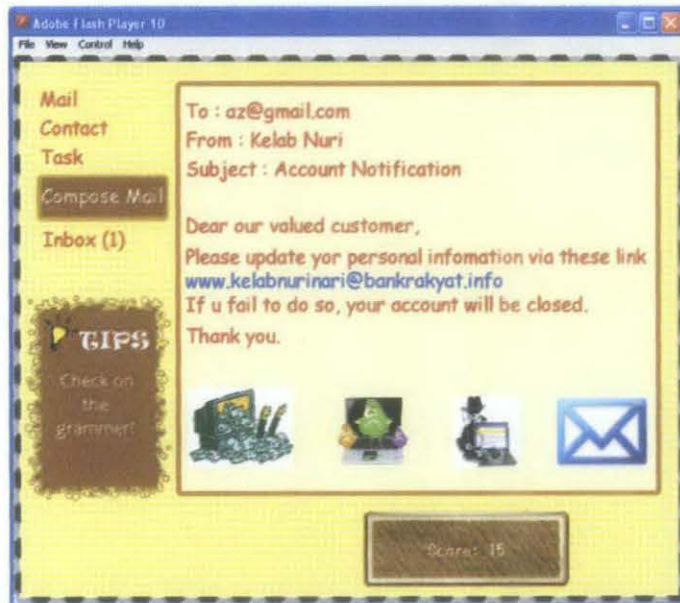 Adobe Flash Player 10
File View Control Help
Mail
Contact
Task
Compose Mail
Inbox (1)
TIPS
Check on
the
grammer!
To : az@gmail.com
From : Kelab Nuri
Subject : Account Notification
Dear our valued customer,
Please update yor personal infomation via these link
www.kelabnurinari@bankrakyat.info
If u fail to do so, your account will be closed.
Thank you.
Score: 15